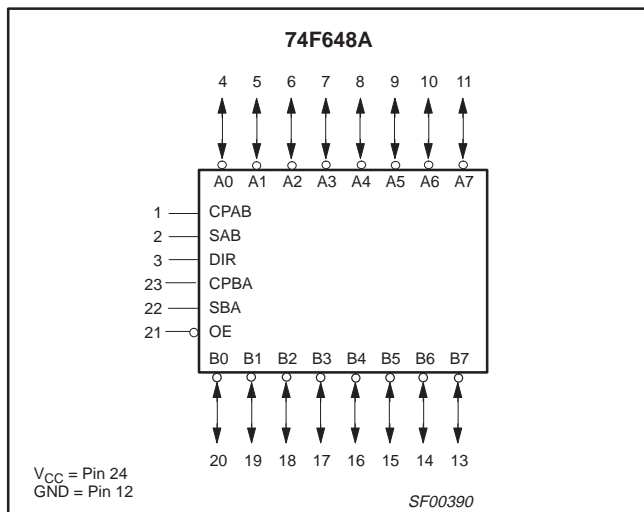 74F648A
4 5 6 7 8 9 10 11
A0 A1 A2 A3 A4 A5 A6 A7
1 CPAB
2 SAB
3 DIR
23 CPBA
22 SBA
21 OE
B0 B1 B2 B3 B4 B5 B6 B7
20 19 18 17 16 15 14 13
VCC = Pin 24
GND = Pin 12
SF00390